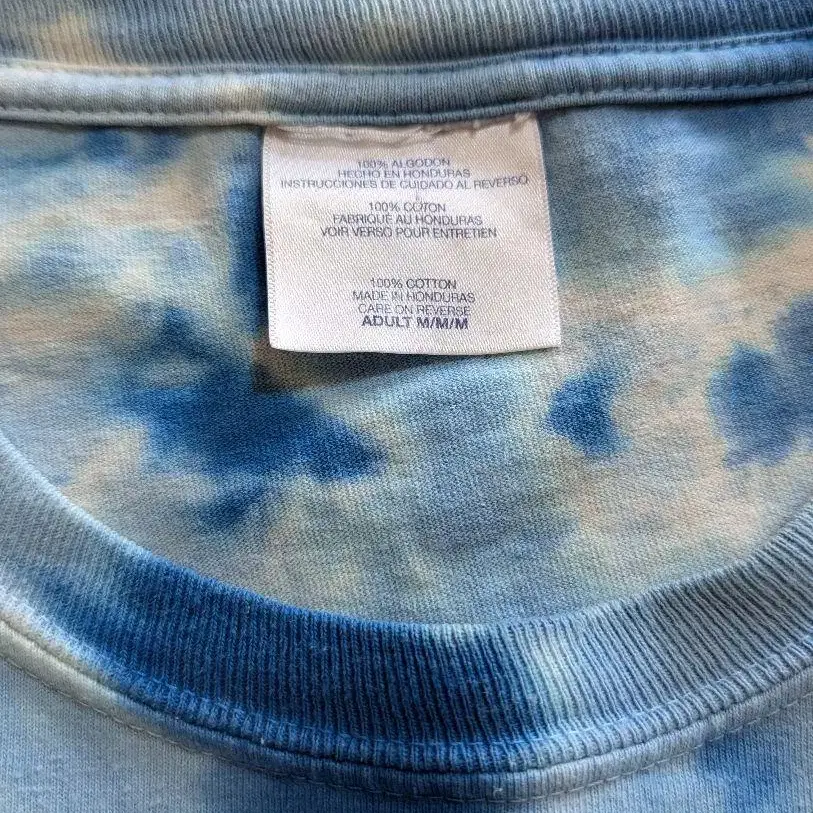 100% ALGODON
HECHO EN HONDURAS
INSTRUCCIONES DE CUIDADO AL REVERSO
100% COTON
FABRIQUÉ AU HONDURAS
VOIR VERSO POUR ENTRETIEN
100% COTTON
MADE IN HONDURAS
CARE ON REVERSE
ADULT M/M/M